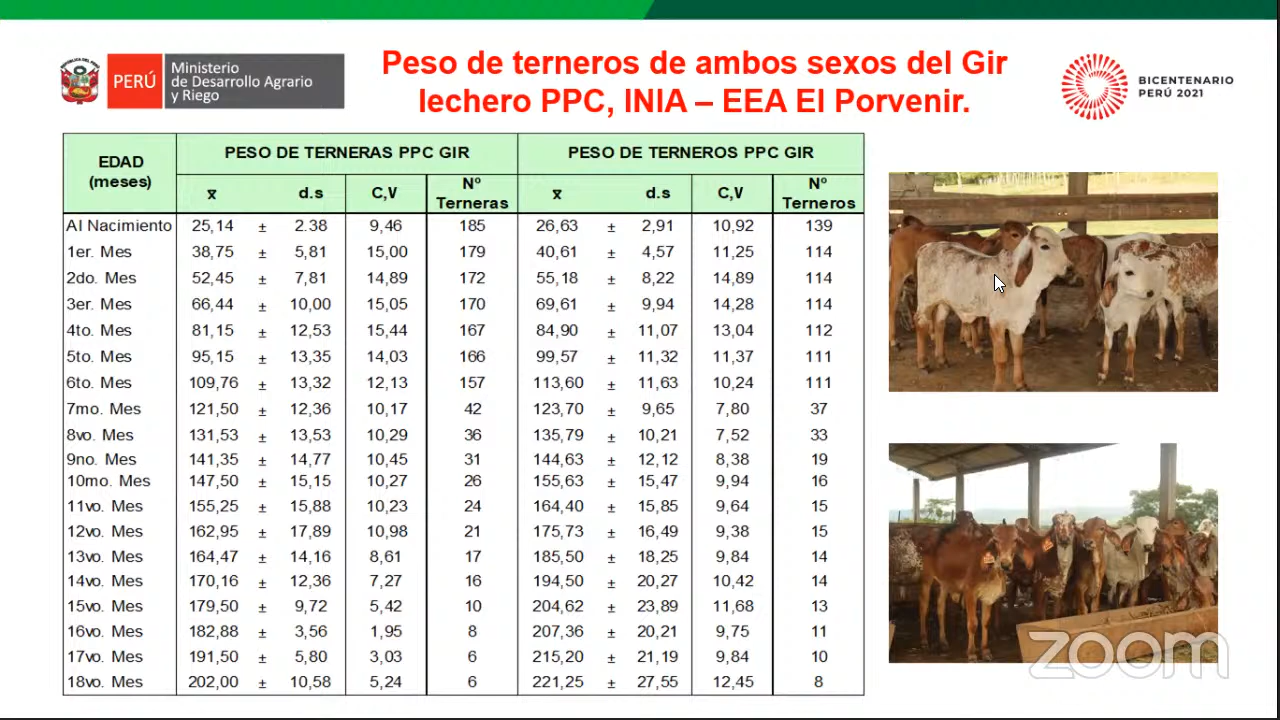 PERÚ
Ministerio
de Desarrollo Agrario
y Riego
Peso de terneros de ambos sexos del Gir
lechero PPC, INIA – EEA El Porvenir.
BICENTENARIO
PERÚ 2021
EDAD
(meses)
PESO DE TERNERAS PPC GIR
PESO DE TERNEROS PPC GIR
x̅ d.s C,V Nº Terneras x̅ d.s C,V Nº Terneros
Al Nacimiento 25,14 ± 2.38 9,46 185 26,63 ± 2,91 10,92 139
1er. Mes 38,75 ± 5,81 15,00 179 40,61 ± 4,57 11,25 114
2do. Mes 52,45 ± 7,81 14,89 172 55,18 ± 8,22 14,89 114
3er. Mes 66,44 ± 10,00 15,05 170 69,61 ± 9,94 14,28 114
4to. Mes 81,15 ± 12,53 15,44 167 84,90 ± 11,07 13,04 112
5to. Mes 95,15 ± 13,35 14,03 166 99,57 ± 11,32 11,37 111
6to. Mes 109,76 ± 13,32 12,13 157 113,60 ± 11,63 10,24 111
7mo. Mes 121,50 ± 12,36 10,17 42 123,70 ± 9,65 7,80 37
8vo. Mes 131,53 ± 13,53 10,29 36 135,79 ± 10,21 7,52 33
9no. Mes 141,35 ± 14,77 10,45 31 144,63 ± 12,12 8,38 19
10mo. Mes 147,50 ± 15,15 10,27 26 155,63 ± 15,47 9,94 16
11vo. Mes 155,25 ± 15,88 10,23 24 164,40 ± 15,85 9,64 15
12vo. Mes 162,95 ± 17,89 10,98 21 175,73 ± 16,49 9,38 15
13vo. Mes 164,47 ± 14,16 8,61 17 185,50 ± 18,25 9,84 14
14vo. Mes 170,16 ± 12,36 7,27 16 194,50 ± 20,27 10,42 14
15vo. Mes 179,50 ± 9,72 5,42 10 204,62 ± 23,89 11,68 13
16vo. Mes 182,88 ± 3,56 1,95 8 207,36 ± 20,21 9,75 11
17vo. Mes 191,50 ± 5,80 3,03 6 215,20 ± 21,19 9,84 10
18vo. Mes 202,00 ± 10,58 5,24 6 221,25 ± 27,55 12,45 8
zoom